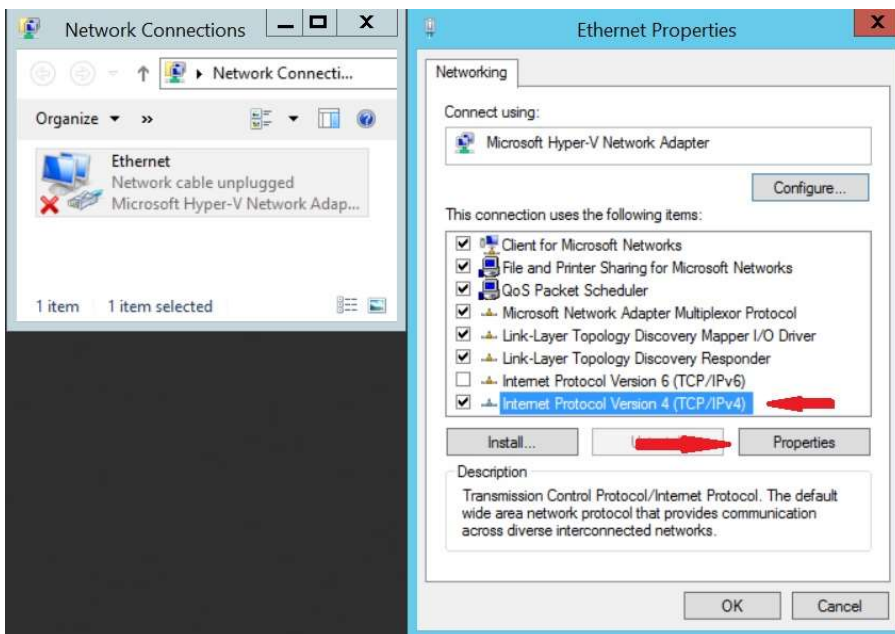 Network Connections
Network Connecti...
Organize
»
Ethernet
Network cable unplugged
Microsoft Hyper-V Network Adap...
1 item
1 item selected
Ethernet Properties
X
X
Networking
Connect using:
Microsoft Hyper-V Network Adapter
Configure...
This connection uses the following items:
Client for Microsoft Networks
File and Printer Sharing for Microsoft Networks
QoS Packet Scheduler
Microsoft Network Adapter Multiplexor Protocol
Link-Layer Topology Discovery Mapper I/O Driver
Link-Layer Topology Discovery Responder
Internet Protocol Version 6 (TCP/IPv6)
Internet Protocol Version 4 (TCP/IPv4)
Install...
Properties
Description
Transmission Control Protocol/Internet Protocol. The default
wide area network protocol that provides communication
across diverse interconnected networks.
OK
Cancel